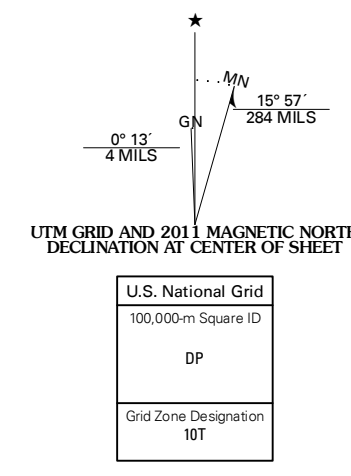 ★
MN
GN
15° 57´
284 MILS
0° 13´
4 MILS
UTM GRID AND 2011 MAGNETIC NORTH
DECLINATION AT CENTER OF SHEET
U.S. National Grid
100,000-m Square ID
DP
Grid Zone Designation
10T